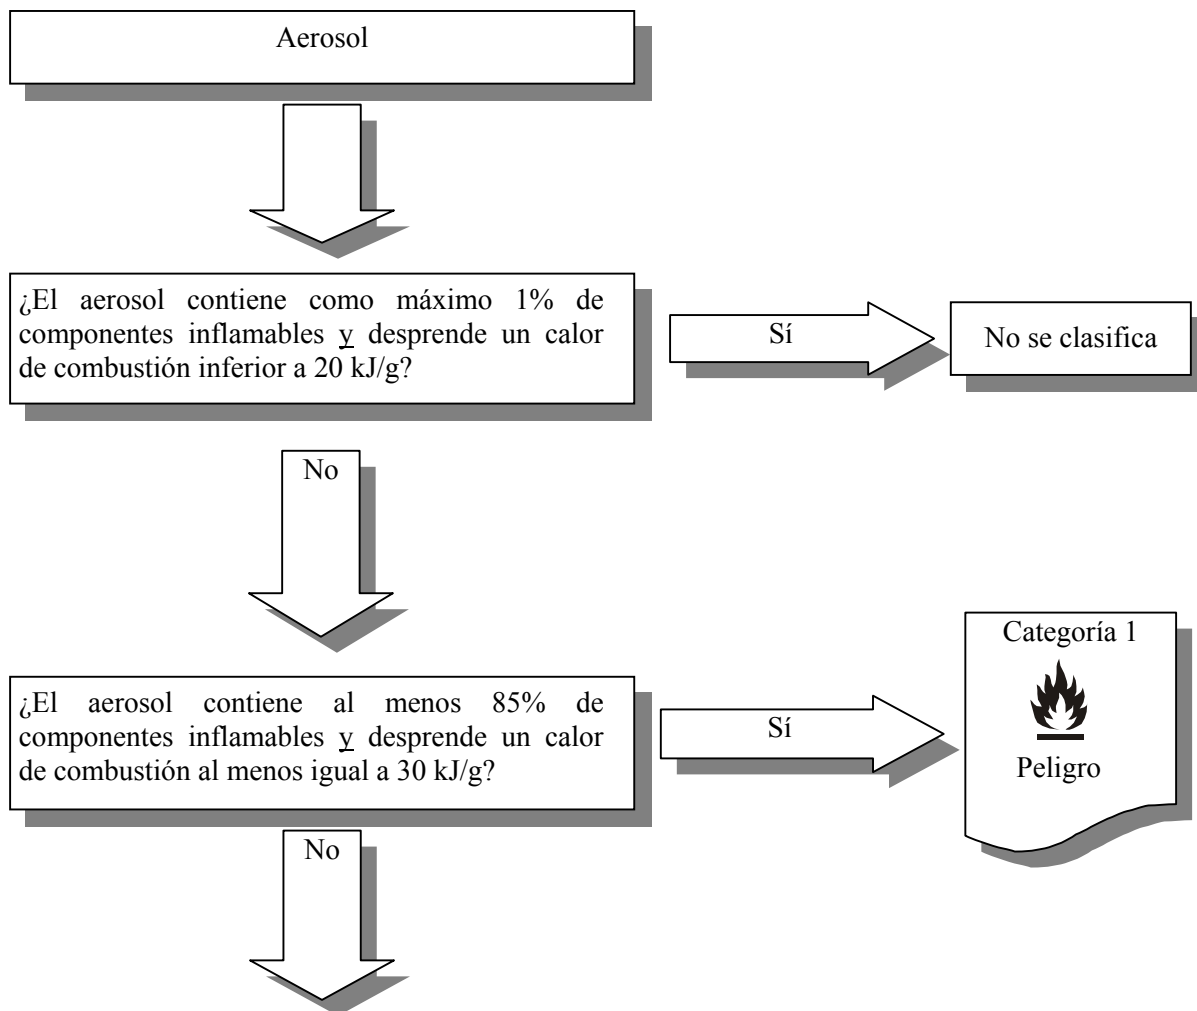 Aerosol
¿El aerosol contiene como máximo 1% de
componentes inflamables y desprende un calor
de combustión inferior a 20 kJ/g?
Sí
No se clasifica
No
¿El aerosol contiene al menos 85% de
componentes inflamables y desprende un calor
de combustión al menos igual a 30 kJ/g?
Sí
Categoría 1
Peligro
No